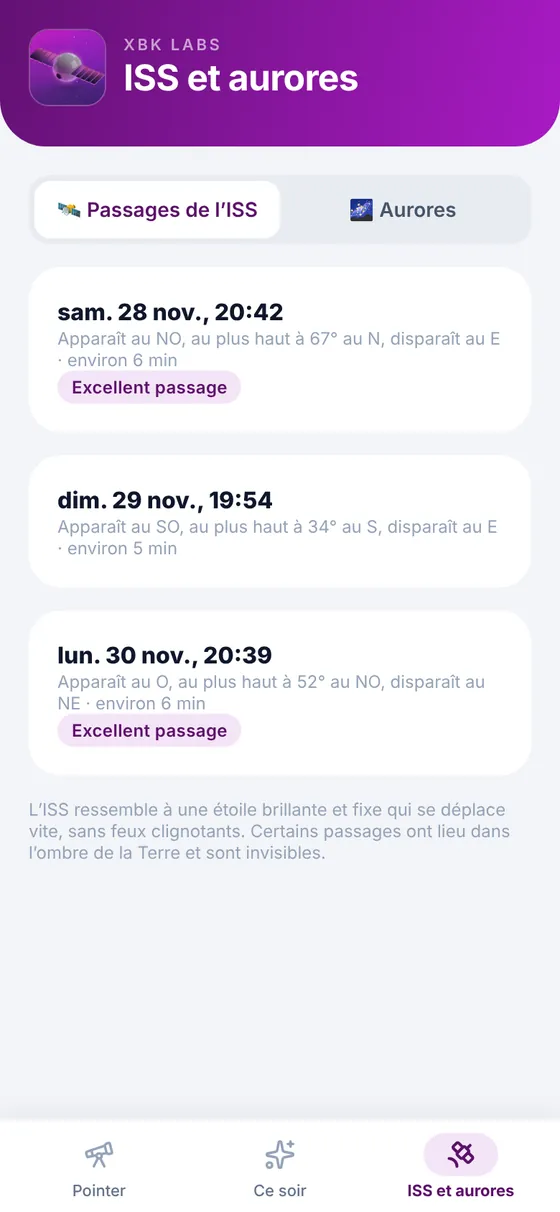 XBK LABS
ISS et aurores
Passages de l’ISS
Aurores
sam. 28 nov., 20:42
Apparaît au NO, au plus haut à 67° au N, disparaît au E
· environ 6 min
Excellent passage
dim. 29 nov., 19:54
Apparaît au SO, au plus haut à 34° au S, disparaît au E
· environ 5 min
lun. 30 nov., 20:39
Apparaît au O, au plus haut à 52° au NO, disparaît au
NE · environ 6 min
Excellent passage
L’ISS ressemble à une étoile brillante et fixe qui se déplace
vite, sans feux clignotants. Certains passages ont lieu dans
l’ombre de la Terre et sont invisibles.
Pointer
Ce soir
ISS et aurores